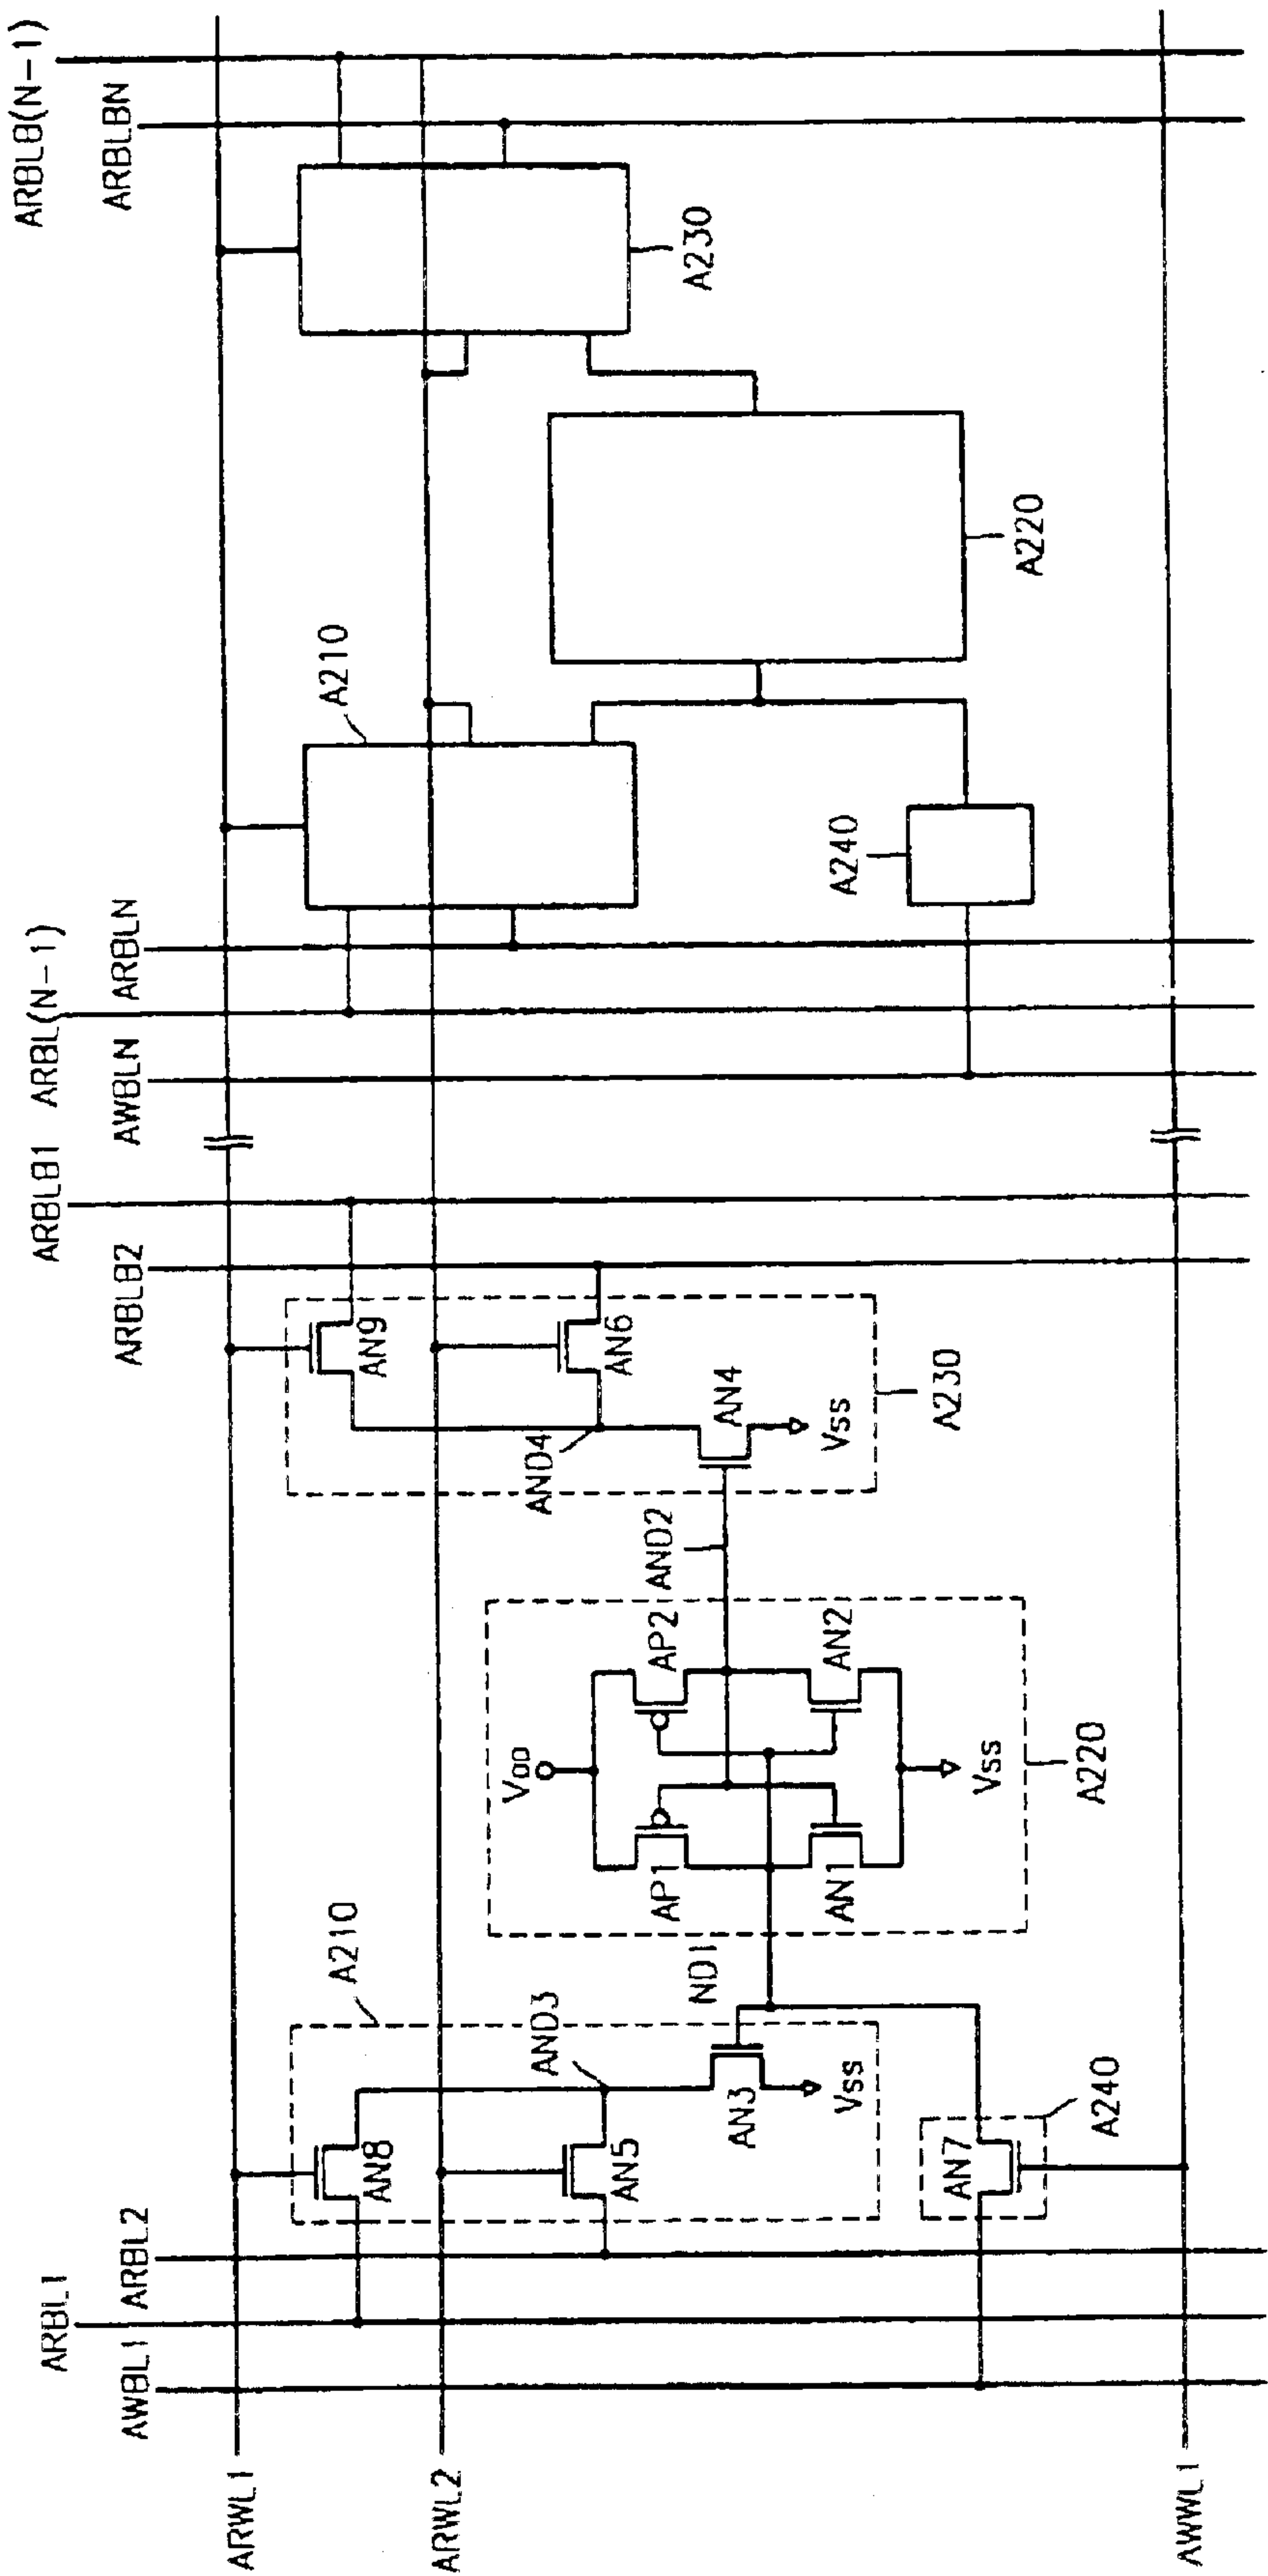 ARWL1
ARWL2
AWWL1
AWBL1
ARBL1
ARBL2
AN8
AN5
AN3
Vss
AND3
A210
AN7
A240
ND1
VDD
AP1
AP2
AN1
AN2
Vss
A220
AND2
AND4
AN9
AN6
AN4
Vss
A230
ARBLB2
ARBLB1
AWBLN
ARBL(N-1)
ARBLN
A210
A240
A220
A230
ARBLBN
ARBLB(N-1)